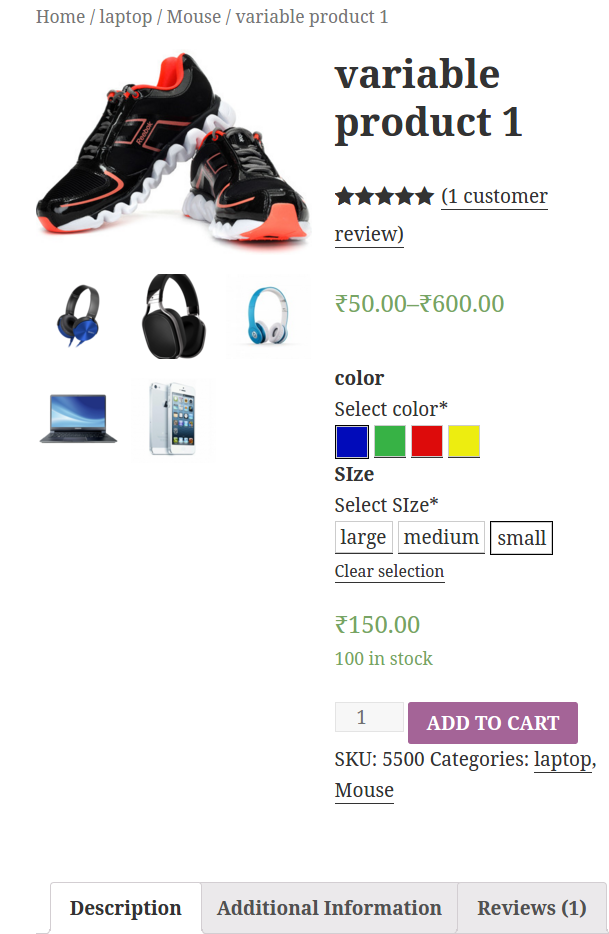 Home / laptop / Mouse / variable product 1
Reebok
variable
product 1
(1 customer
review)
₹50.00–₹600.00
color
Select color*
SIze
Select SIze*
large medium small
Clear selection
₹150.00
100 in stock
1 ADD TO CART
SKU: 5500 Categories: laptop,
Mouse
Description Additional Information Reviews (1)